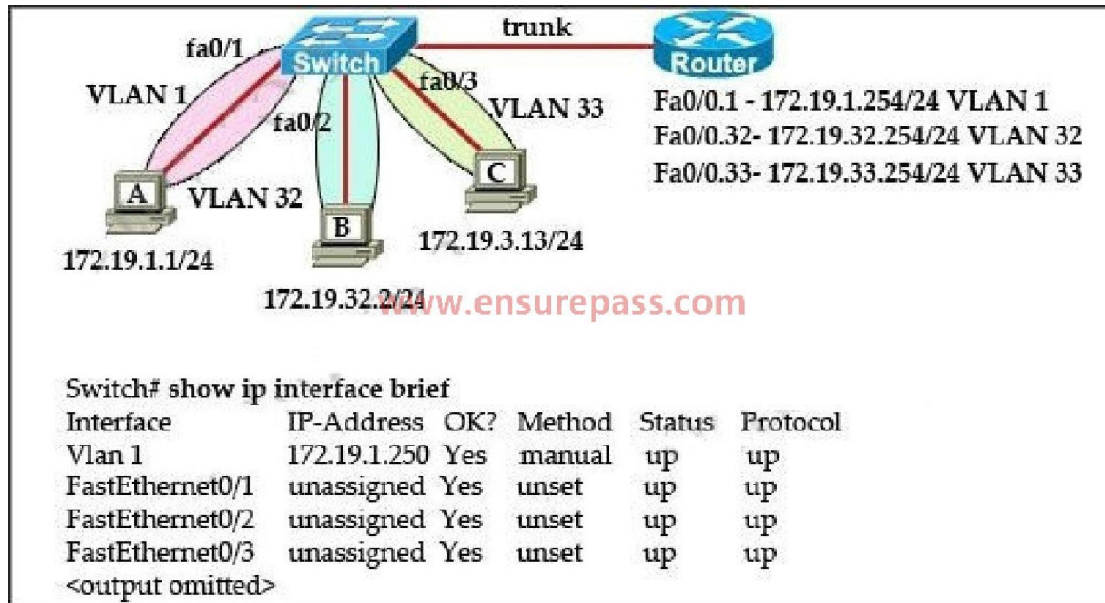 trunk
fa0/1
Switch
Router
fa0/3
VLAN 1
VLAN 33
fa0/2
Fa0/0.1 - 172.19.1.254/24 VLAN 1
Fa0/0.32- 172.19.32.254/24 VLAN 32
Fa0/0.33- 172.19.33.254/24 VLAN 33
A
VLAN 32
C
B
172.19.3.13/24
172.19.1.1/24
172.19.32.2/24
www.ensurepass.com
Switch# show ip interface brief
Interface IP-Address OK? Method Status Protocol
Vlan 1 172.19.1.250 Yes manual up up
FastEthernet0/1 unassigned Yes unset up up
FastEthernet0/2 unassigned Yes unset up up
FastEthernet0/3 unassigned Yes unset up up
<output omitted>